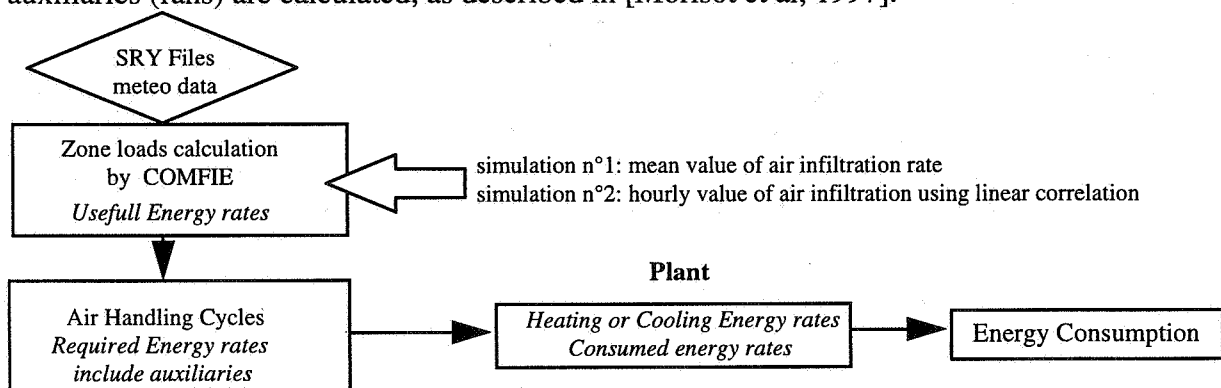 auxiliaries (fans) are calculated, as described in [Morisot et al, 1997].
SRY Files
meteo data
Zone loads calculation
by COMFIE
Usefull Energy rates
simulation n°1: mean value of air infiltration rate
simulation n°2: hourly value of air infiltration using linear correlation
Air Handling Cycles
Required Energy rates
include auxiliaries
Plant
Heating or Cooling Energy rates
Consumed energy rates
Energy Consumption